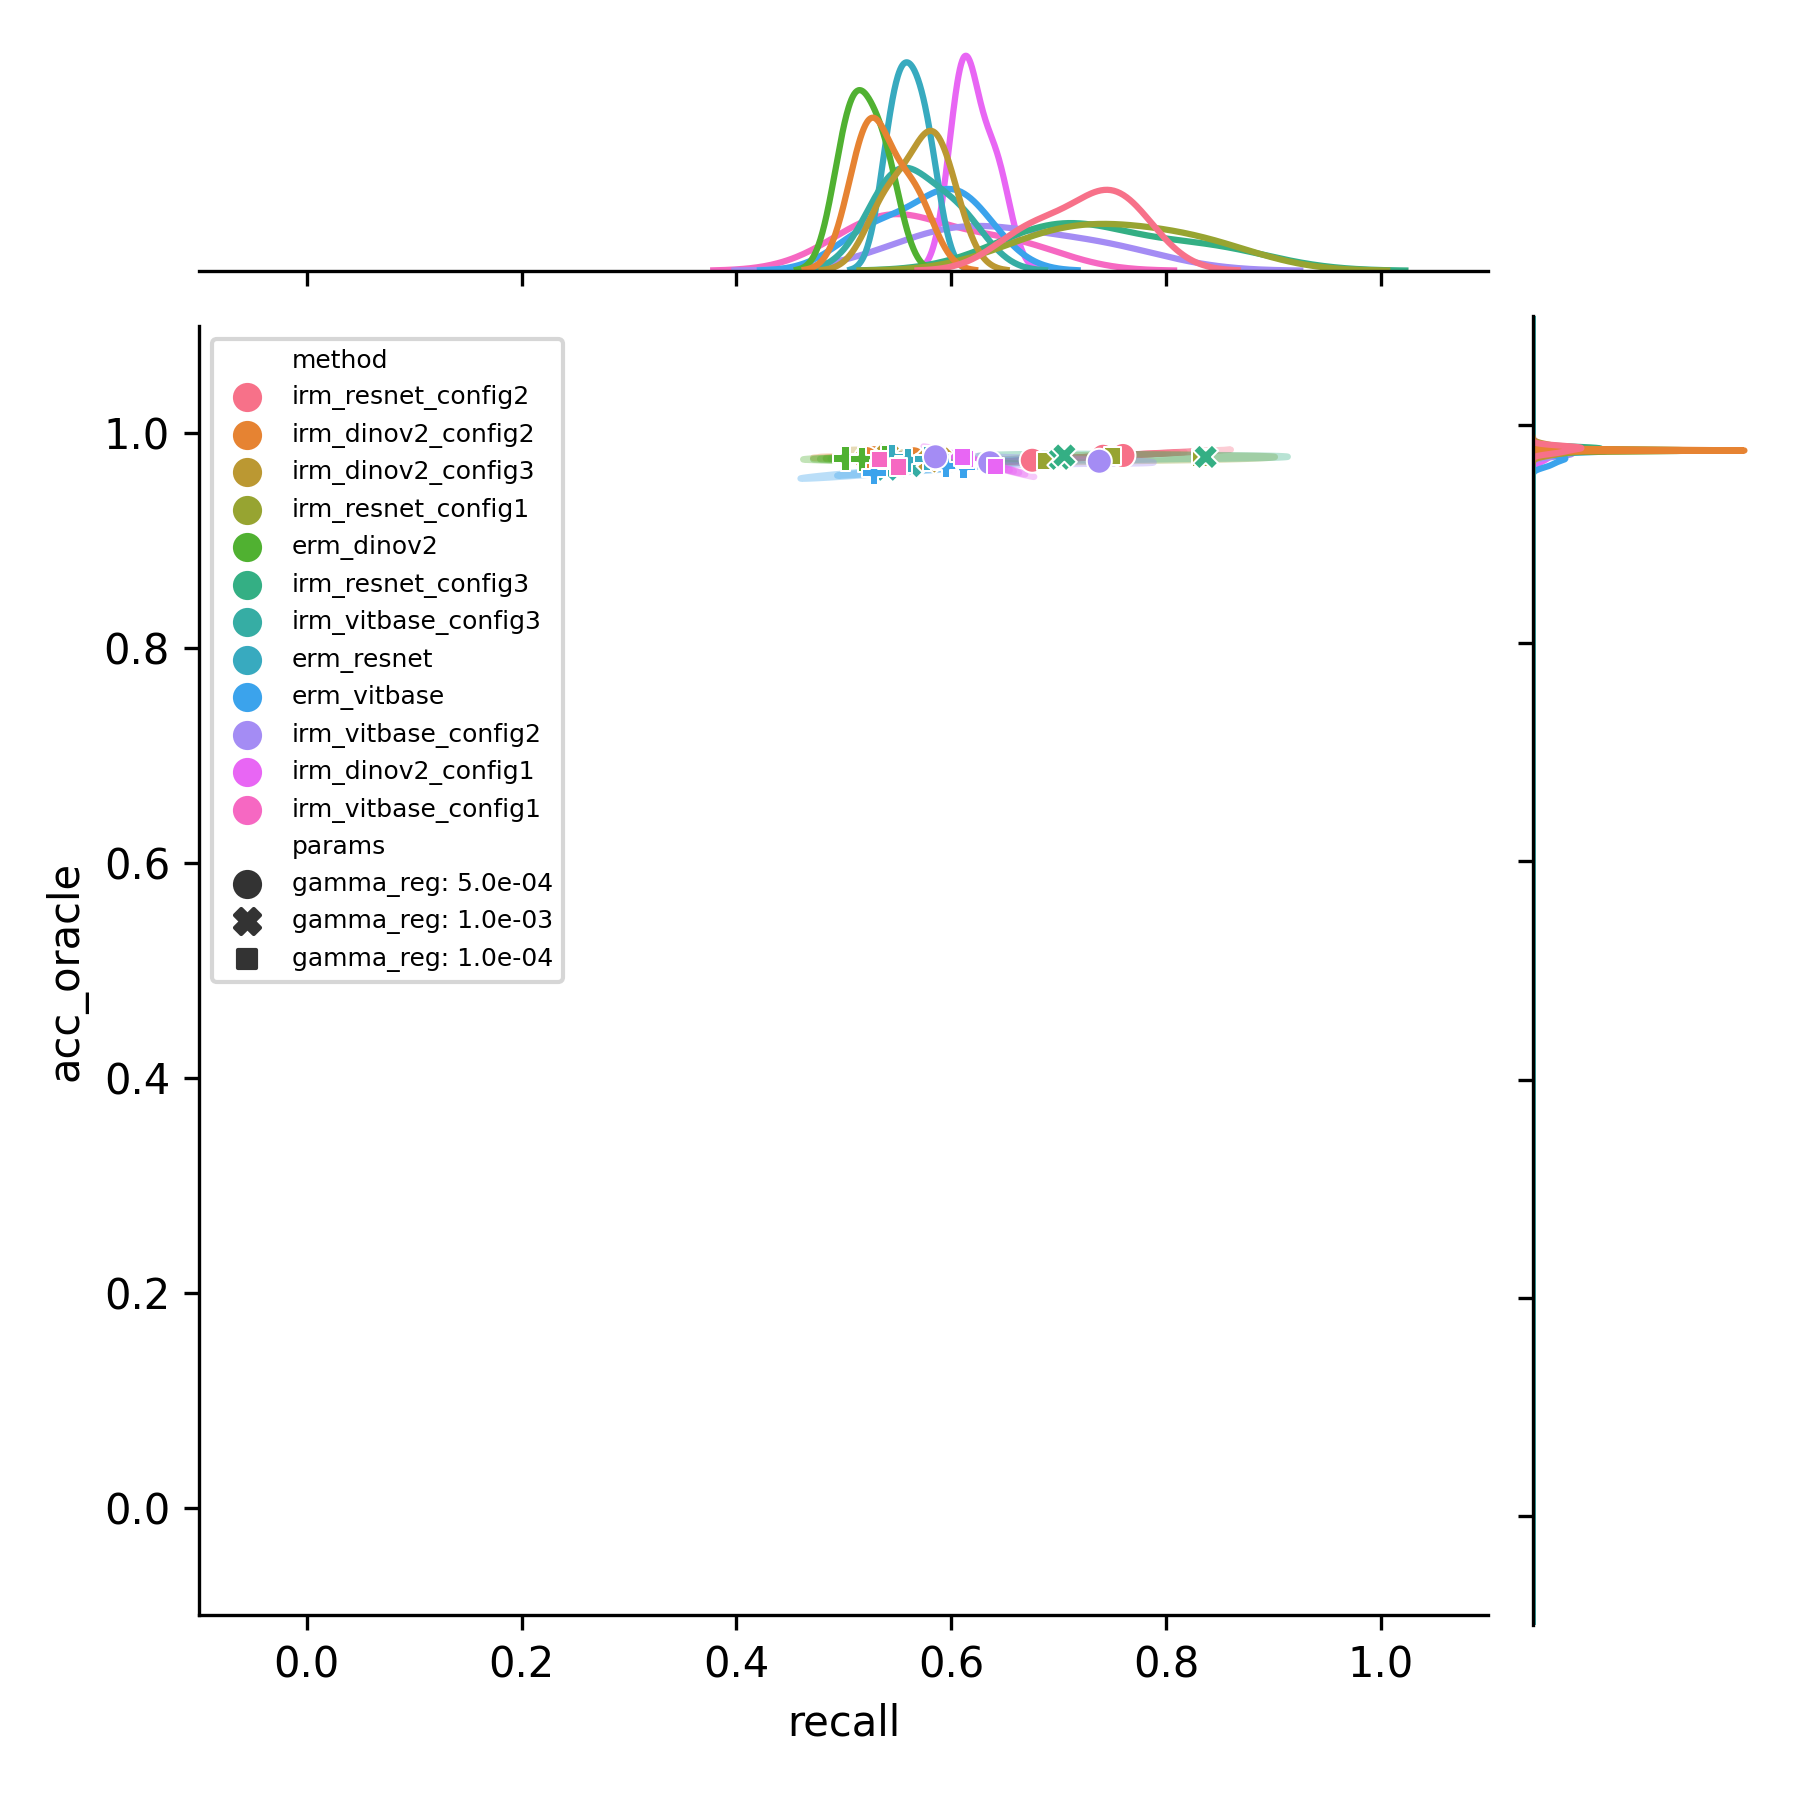 method
irm_resnet_config2
irm_dinov2_config2
irm_dinov2_config3
irm_resnet_config1
erm_dinov2
irm_resnet_config3
irm_vitbase_config3
erm_resnet
erm_vitbase
irm_vitbase_config2
irm_dinov2_config1
irm_vitbase_config1
params
gamma_reg: 5.0e-04
gamma_reg: 1.0e-03
gamma_reg: 1.0e-04
1.0
0.8
0.6
0.4
0.2
0.0
acc_oracle
0.0 0.2 0.4 0.6 0.8 1.0
recall